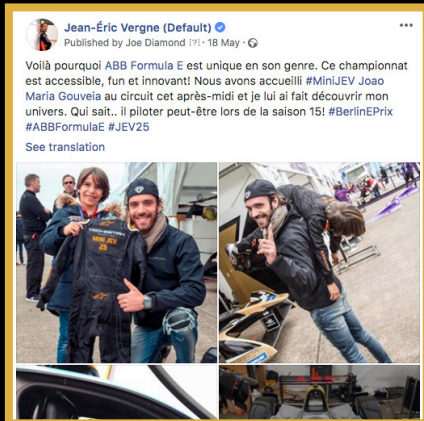 Jean-Éric Vergne (Default)
Published by Joe Diamond [?] · 18 May ·
Voilà pourquoi ABB Formula E est unique en son genre. Ce championnat
est accessible, fun et innovant! Nous avons accueilli #MiniJEV Joao
Maria Gouveia au circuit cet après-midi et je lui ai fait découvrir mon
univers. Qui sait.. il piloter peut-être lors de la saison 15! #BerlinEPrix
#ABBFormulaE #JEV25
See translation
MINI JEV
25